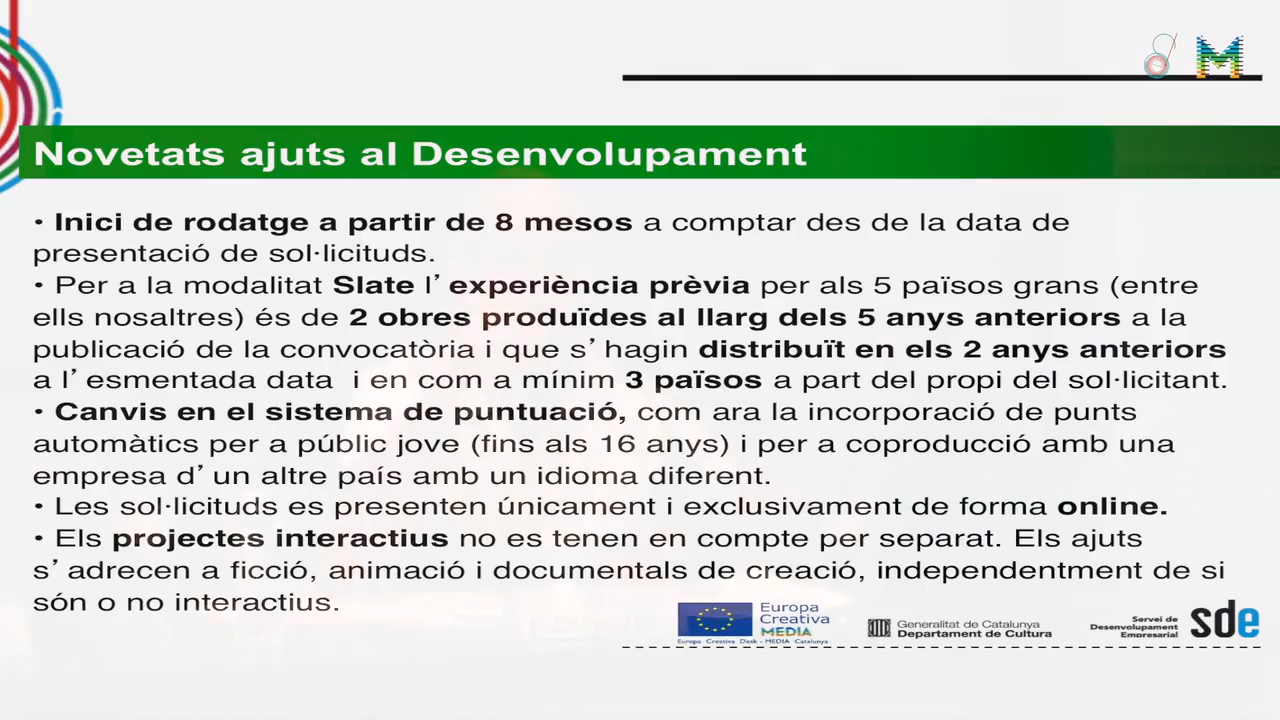 Novetats ajuts al Desenvolupament
• Inici de rodatge a partir de 8 mesos a comptar des de la data de
presentació de sol·licituds.
• Per a la modalitat Slate l’experiència prèvia per als 5 països grans (entre
ells nosaltres) és de 2 obres produïdes al llarg dels 5 anys anteriors a la
publicació de la convocatòria i que s’hagin distribuït en els 2 anys anteriors
a l’esmentada data i en com a mínim 3 països a part del propi del sol·licitant.
• Canvis en el sistema de puntuació, com ara la incorporació de punts
automàtics per a públic jove (fins als 16 anys) i per a coproducció amb una
empresa d’un altre país amb un idioma diferent.
• Les sol·licituds es presenten únicament i exclusivament de forma online.
• Els projectes interactius no es tenen en compte per separat. Els ajuts
s’adrecen a ficció, animació i documentals de creació, independentment de si
són o no interactius.
Europa
Creativa
MEDIA
Europa Creativa Desk - MEDIA Catalunya
Generalitat de Catalunya
Departament de Cultura
Servei de
Desenvolupament
Empresarial
sde